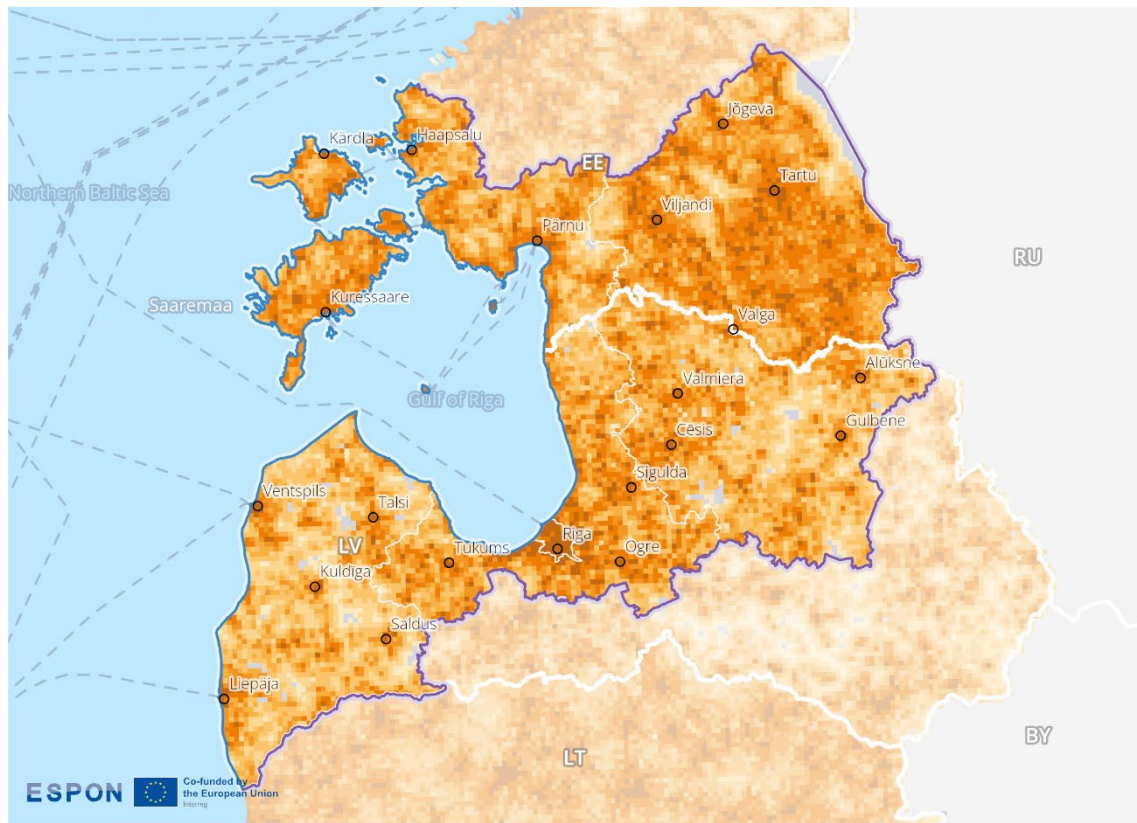 Jõgeva
Kärdla
Haapsalu
EE
Northern Baltic Sea
Tartu
Viljandi
Pärnu
RU
Saaremaa
Kuressaare
Valga
Alūksne
Valmiera
Gulf of Riga
Gulbene
Cēsis
Sigulda
Ventspils
Talsi
LV
Rīga
Tukums
Ogre
Kuldīga
Saldus
Liepāja
BY
LT
ESPON
Co-funded by
the European Union
Interreg